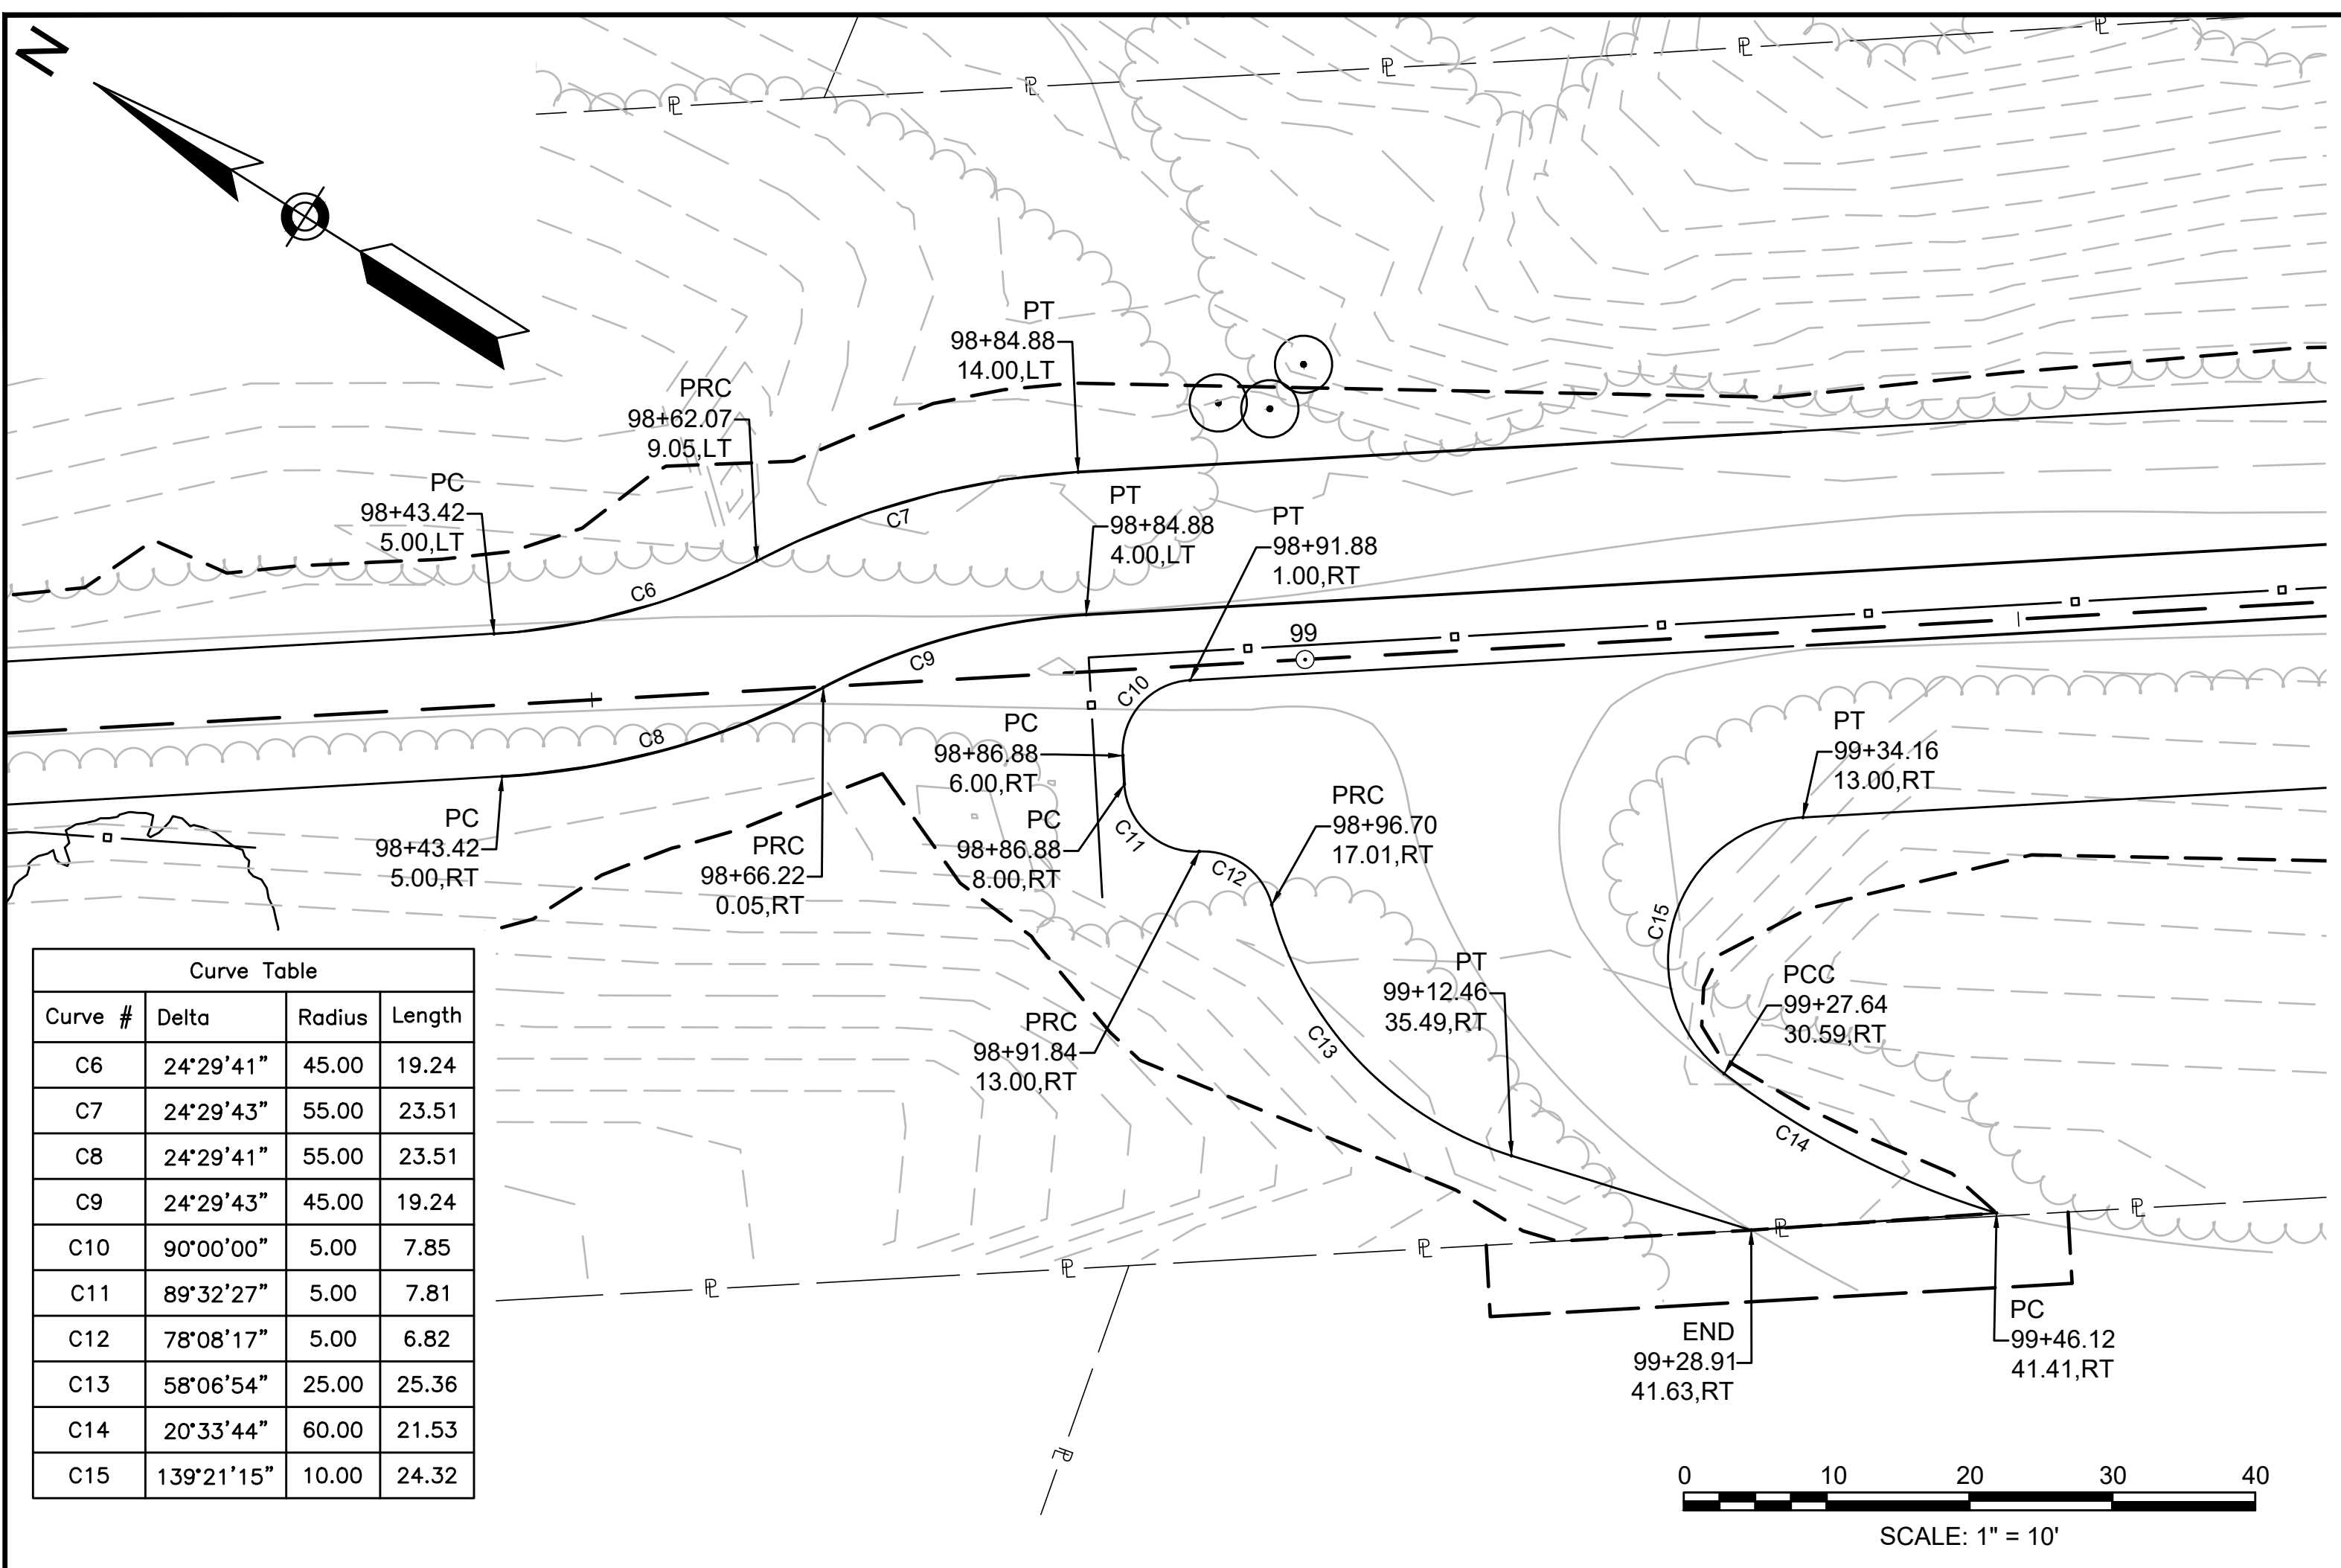 N
PL
PL
PL
PL
PL
PT
98+84.88
14.00,LT
PRC
98+62.07
9.05,LT
PC
98+43.42
5.00,LT
C6
C7
PT
98+84.88
4.00,LT
PT
98+91.88
1.00,RT
99
C9
C8
C10
PC
98+86.88
6.00,RT
PC
98+86.88
8.00,RT
C11
C12
PC
98+43.42
5.00,RT
PRC
98+66.22
0.05,RT
PRC
98+96.70
17.01,RT
PT
99+34.16
13.00,RT
C15
PT
99+12.46
35.49,RT
PCC
99+27.64
30.59,RT
PRC
98+91.84
13.00,RT
C13
C14
PL
PL
PL
PL
PL
PL
END
99+28.91
41.63,RT
PC
99+46.12
41.41,RT
Curve Table
Curve # Delta Radius Length
C6 24°29'41" 45.00 19.24
C7 24°29'43" 55.00 23.51
C8 24°29'41" 55.00 23.51
C9 24°29'43" 45.00 19.24
C10 90°00'00" 5.00 7.85
C11 89°32'27" 5.00 7.81
C12 78°08'17" 5.00 6.82
C13 58°06'54" 25.00 25.36
C14 20°33'44" 60.00 21.53
C15 139°21'15" 10.00 24.32
0 10 20 30 40
SCALE: 1" = 10'